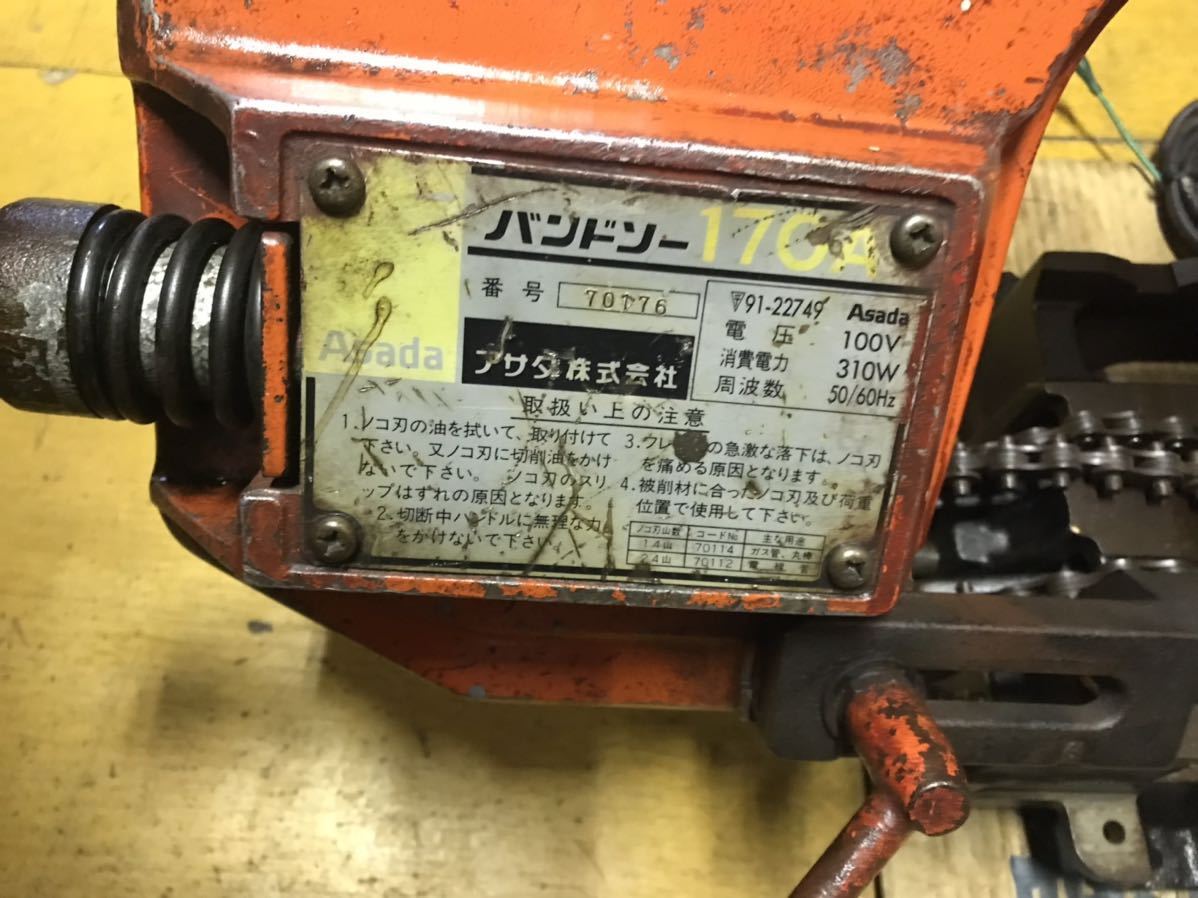 バンドソー 170A
番号 70176
▽91-22749 Asada
電圧 100V
消費電力 310W
周波数 50/60Hz
Asada
アサダ株式会社
取扱い上の注意
1.ノコ刃の油を拭いて、取り付けて
下さい。又ノコ刃に切削油をかけ
ないで下さい。 ノコ刃のスリ
ップはずれの原因となります。
2.切断中ハンドルに無理な力
をかけないで下さい。
3.フレ の急激な落下は、ノコ刃
を痛める原因となります。
4.被削材に合ったノコ刃及び荷重
位置で使用して下さい。
ノコ刃山数 コードNo 主な用途
14山 70114 ガス管、丸棒
24山 70112 電線管